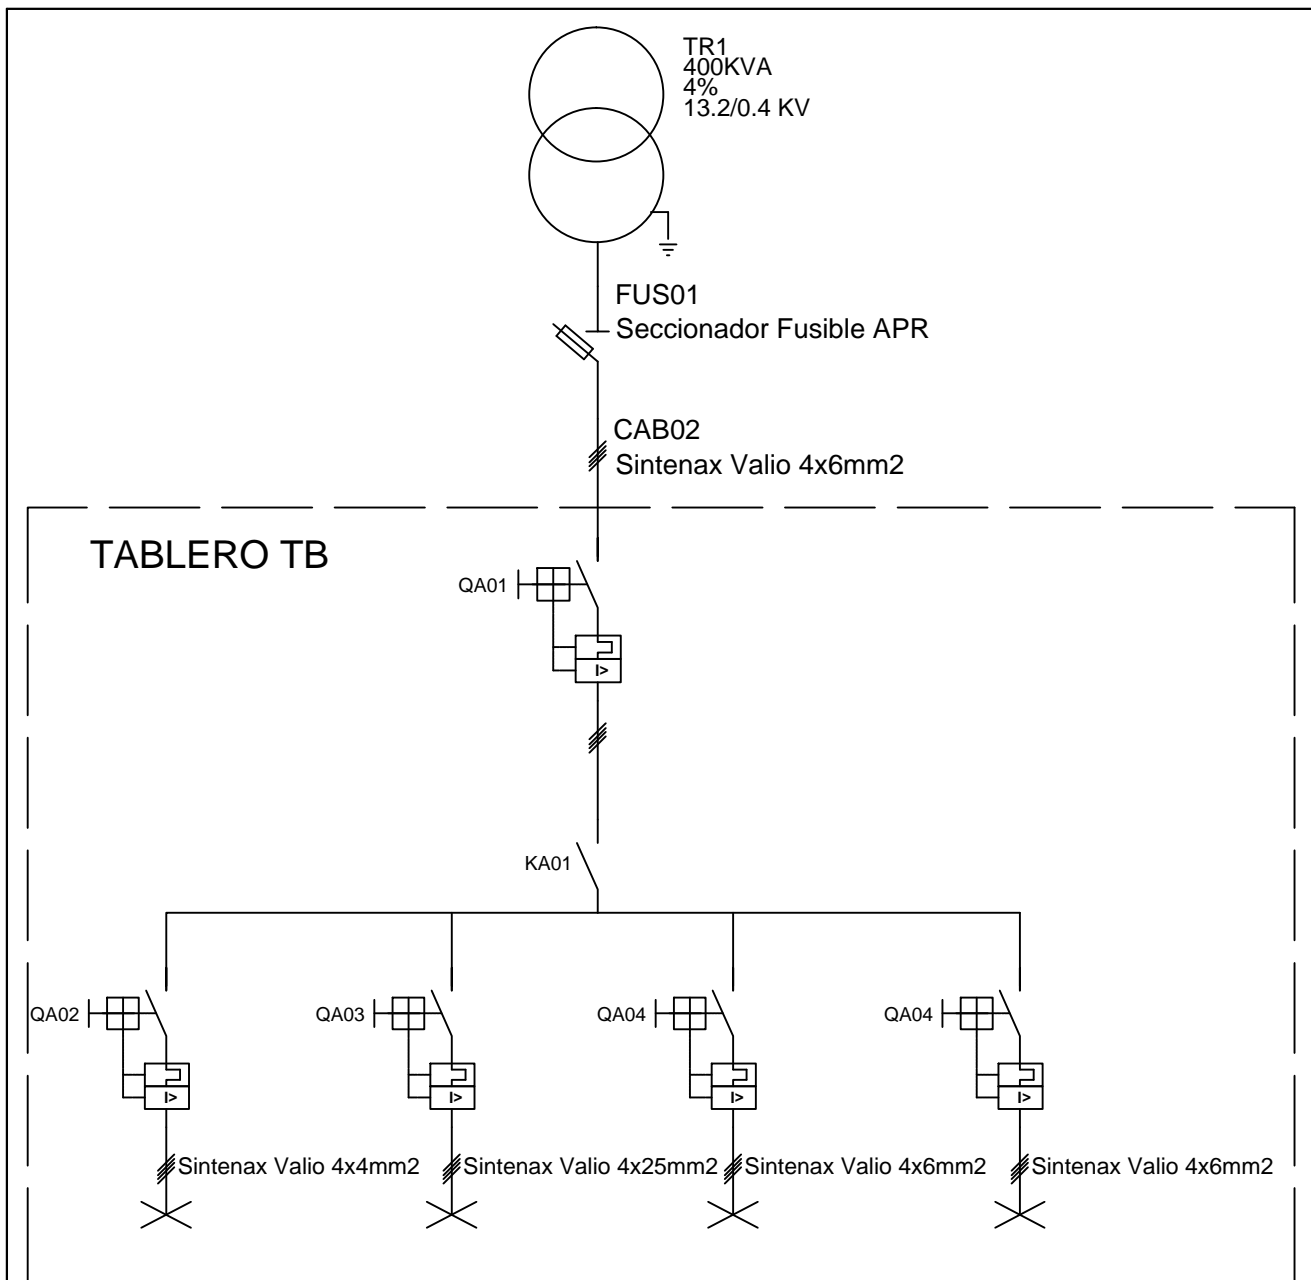 TR1
400KVA
4%
13.2/0.4 KV
FUS01
Seccionador Fusible APR
CAB02
Sintenax Valio 4x6mm2
TABLERO TB
QA01
I>
KA01
QA02
QA03
QA04
QA04
I>
I>
I>
I>
Sintenax Valio 4x4mm2
Sintenax Valio 4x25mm2
Sintenax Valio 4x6mm2
Sintenax Valio 4x6mm2